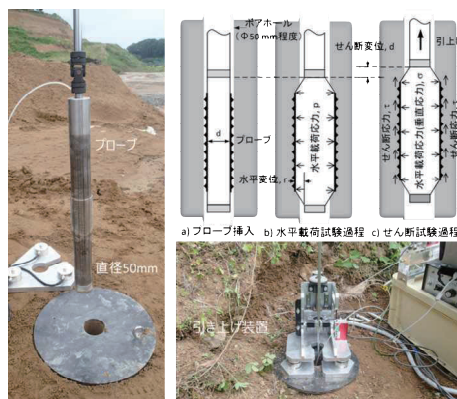 プローブ
直径50mm
ボアホール
(Φ50 mm程度)
せん断変位, d
引上げ
d
プローブ
水平変位, r
水平載荷応力, p
せん断応力, τ
水平載荷応力(垂直応力), σ
せん断応力, τ
a) プローブ挿入
b) 水平載荷試験過程
c) せん断試験過程
引き上げ装置